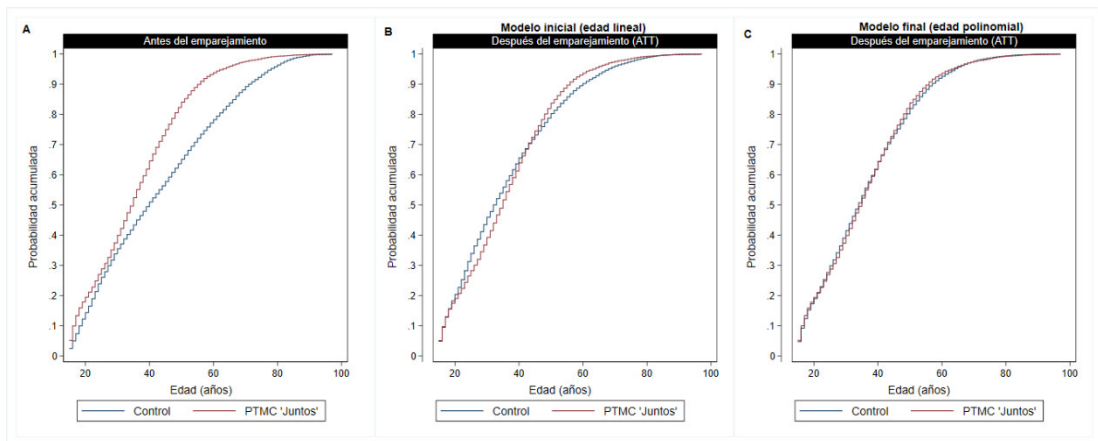 A
Antes del emparejamiento
Probabilidad acumulada
1
.9
.8
.7
.6
.5
.4
.3
.2
.1
0
20 40 60 80 100
Edad (años)
Control PTMC 'Juntos'
B
Modelo inicial (edad lineal)
Después del emparejamiento (ATT)
Probabilidad acumulada
1
.9
.8
.7
.6
.5
.4
.3
.2
.1
0
20 40 60 80 100
Edad (años)
Control PTMC 'Juntos'
C
Modelo final (edad polinomial)
Después del emparejamiento (ATT)
Probabilidad acumulada
1
.9
.8
.7
.6
.5
.4
.3
.2
.1
0
20 40 60 80 100
Edad (años)
Control PTMC 'Juntos'